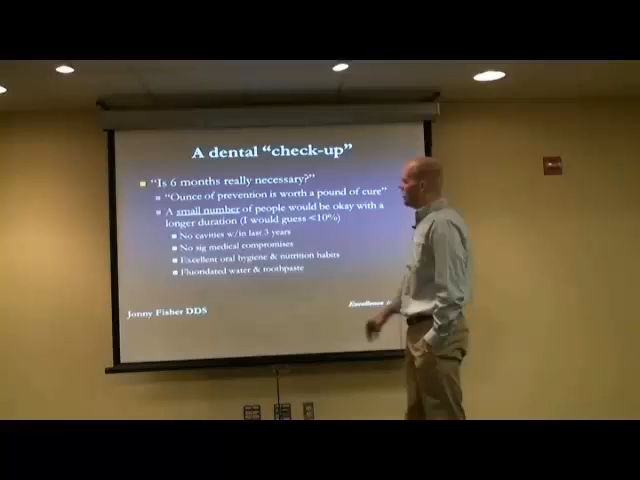 A dental “check-up”
“Is 6 months really necessary?”
“Ounce of prevention is worth a pound of cure”
A small number of people would be okay with a
longer duration (I would guess <10%)
No cavities w/in last 3 years
No sig medical compromises
Excellent oral hygiene & nutrition habits
Fluoridated water & toothpaste
Jonny Fisher DDS
Excellence